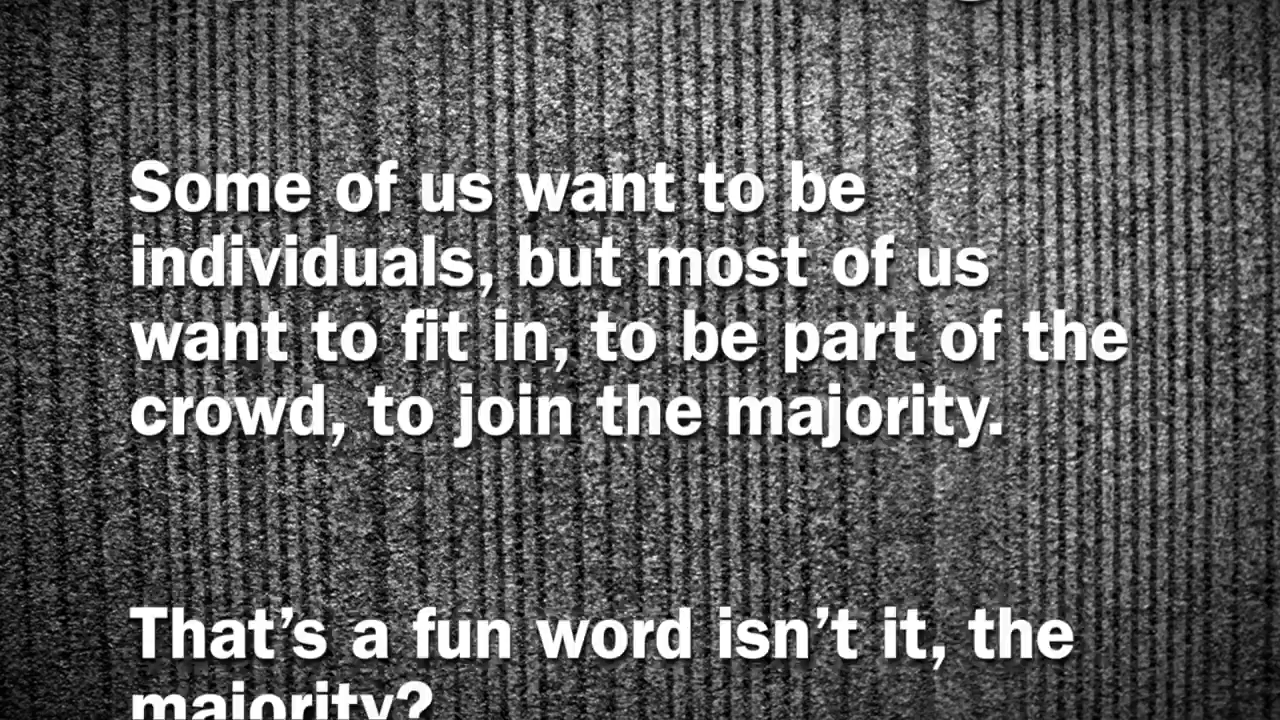 Some of us want to be
individuals, but most of us
want to fit in, to be part of the
crowd, to join the majority.
That’s a fun word isn’t it, the
majority?